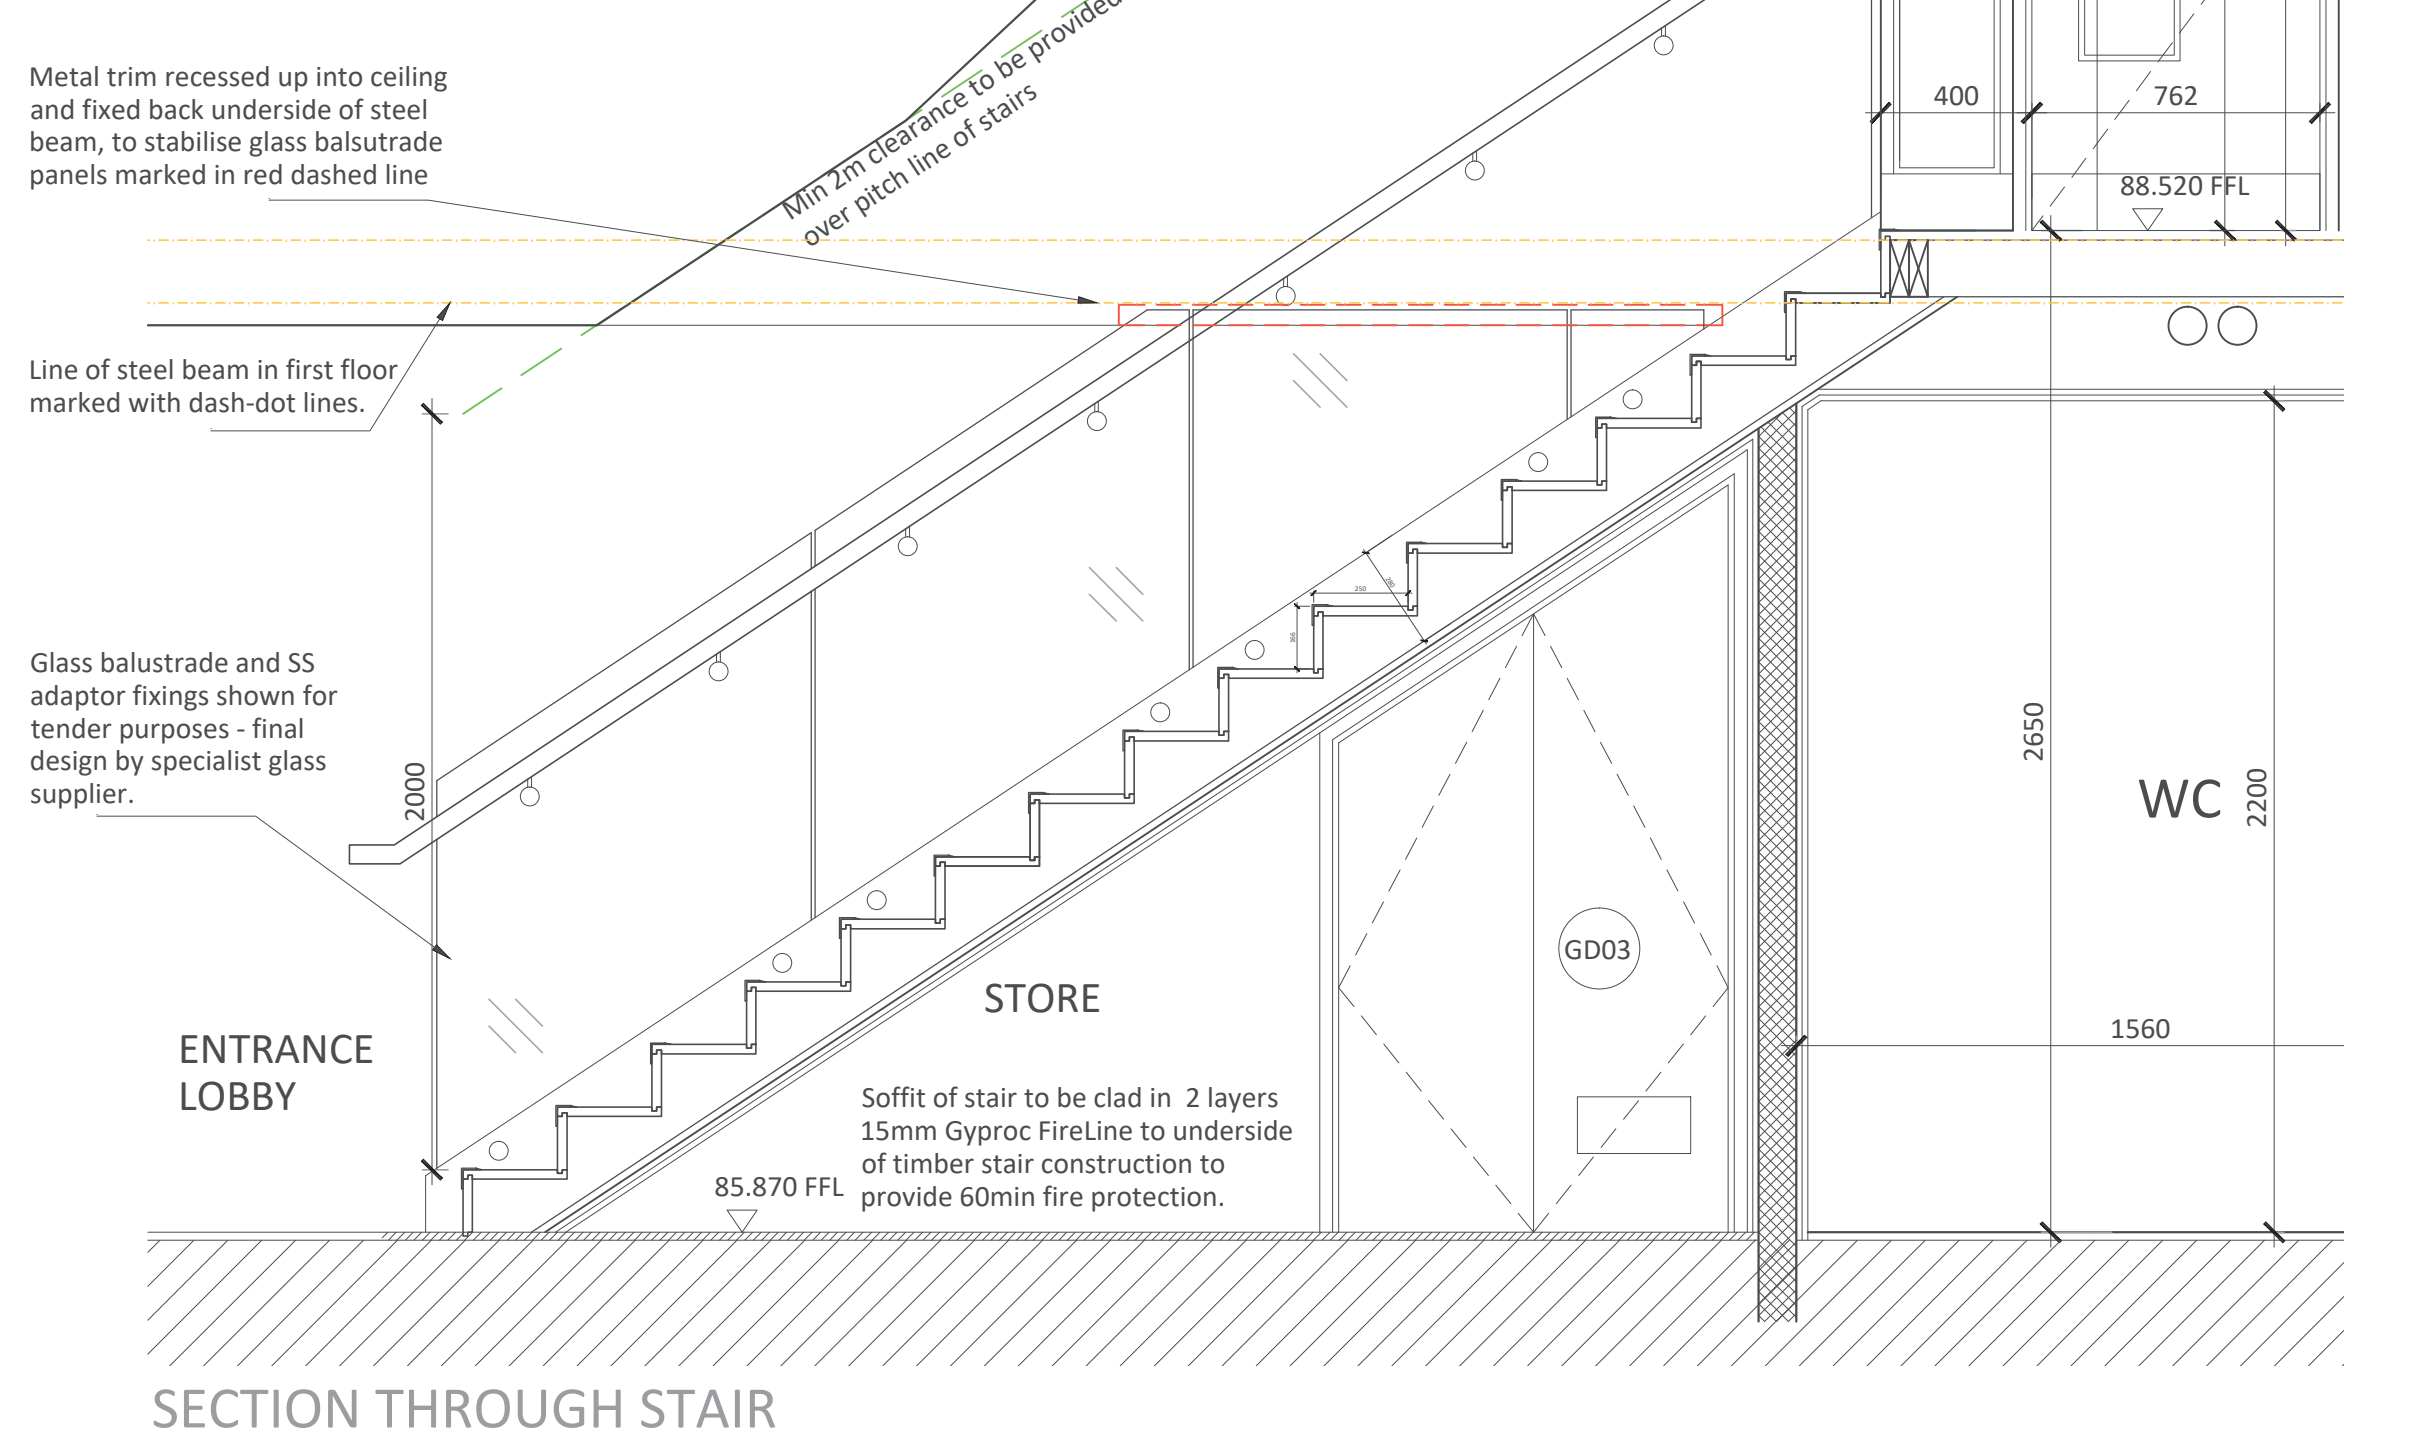 Metal trim recessed up into ceiling
and fixed back underside of steel
beam, to stabilise glass balsutrade
panels marked in red dashed line
Min 2m clearance to be provided
over pitch line of stairs
400
762
88.520 FFL
Line of steel beam in first floor
marked with dash-dot lines.
Glass balustrade and SS
adaptor fixings shown for
tender purposes - final
design by specialist glass
supplier.
2000
250
280
166
2650
WC
2200
GD03
STORE
1560
ENTRANCE
LOBBY
Soffit of stair to be clad in  2 layers
15mm Gyproc FireLine to underside
of timber stair construction to
provide 60min fire protection.
85.870 FFL
SECTION THROUGH STAIR